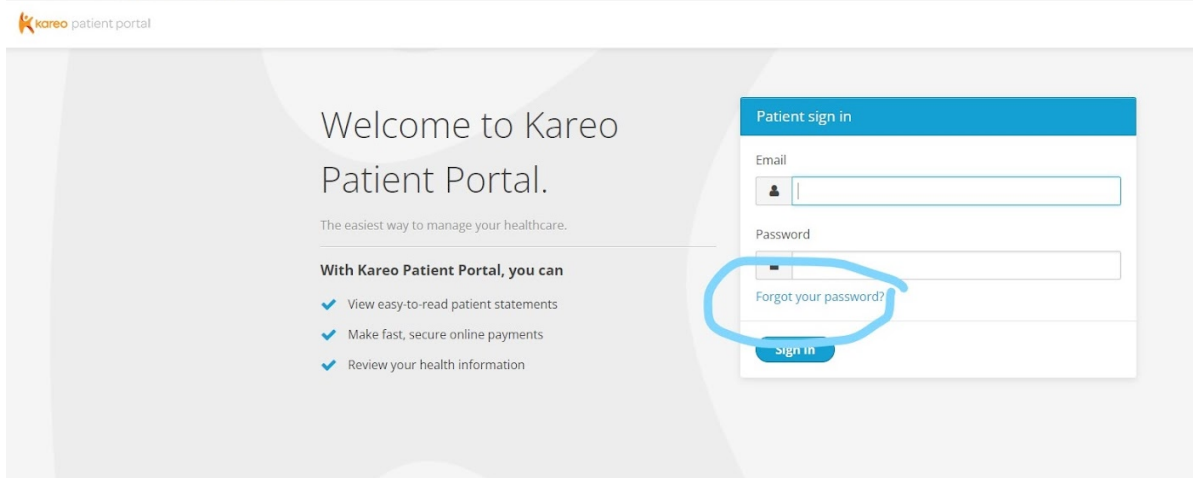 kareo patient portal
Welcome to Kareo
Patient Portal.
The easiest way to manage your healthcare.
With Kareo Patient Portal, you can
View easy-to-read patient statements
Make fast, secure online payments
Review your health information
Patient sign in
Email
Password
Forgot your password?
Sign in